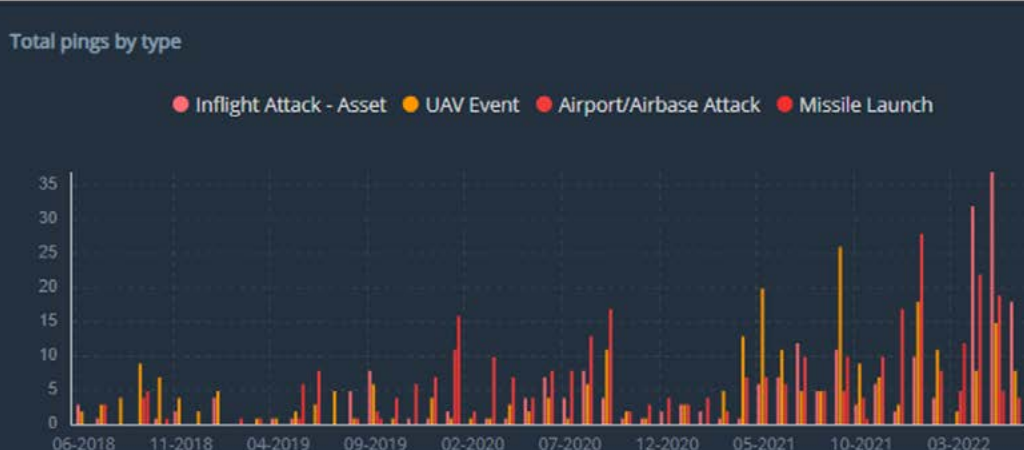 Total pings by type
Inflight Attack - Asset UAV Event Airport/Airbase Attack Missile Launch
35
30
25
20
15
10
5
0
06-2018 11-2018 04-2019 09-2019 02-2020 07-2020 12-2020 05-2021 10-2021 03-2022